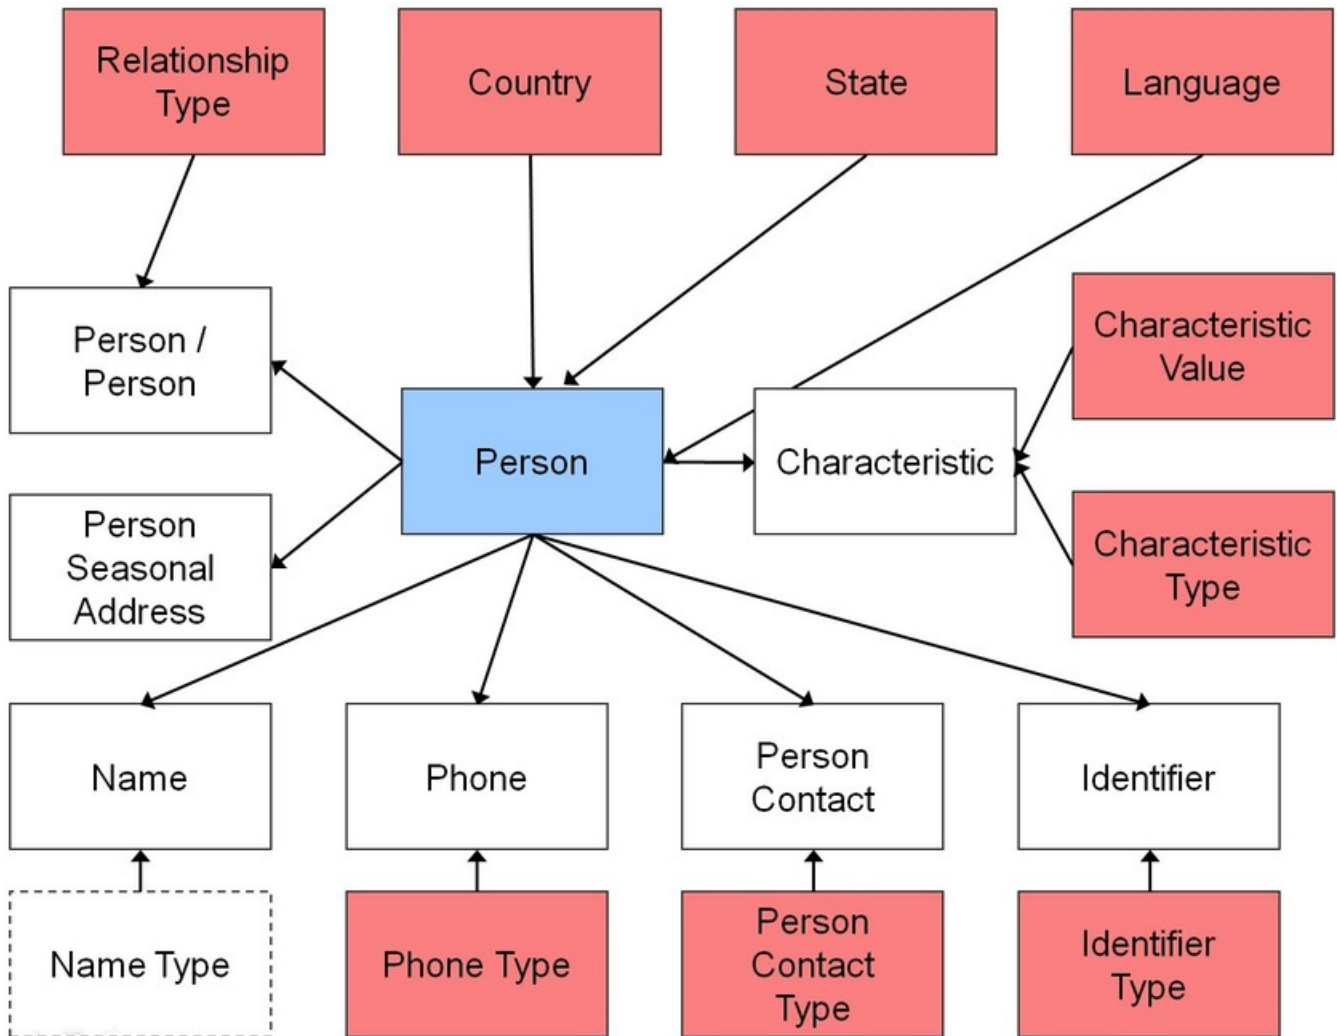 Relationship
Type
Country
State
Language
Person /
Person
Characteristic
Value
Person
Characteristic
Person
Seasonal
Address
Characteristic
Type
Name
Phone
Person
Contact
Identifier
Name Type
Phone Type
Person
Contact
Type
Identifier
Type